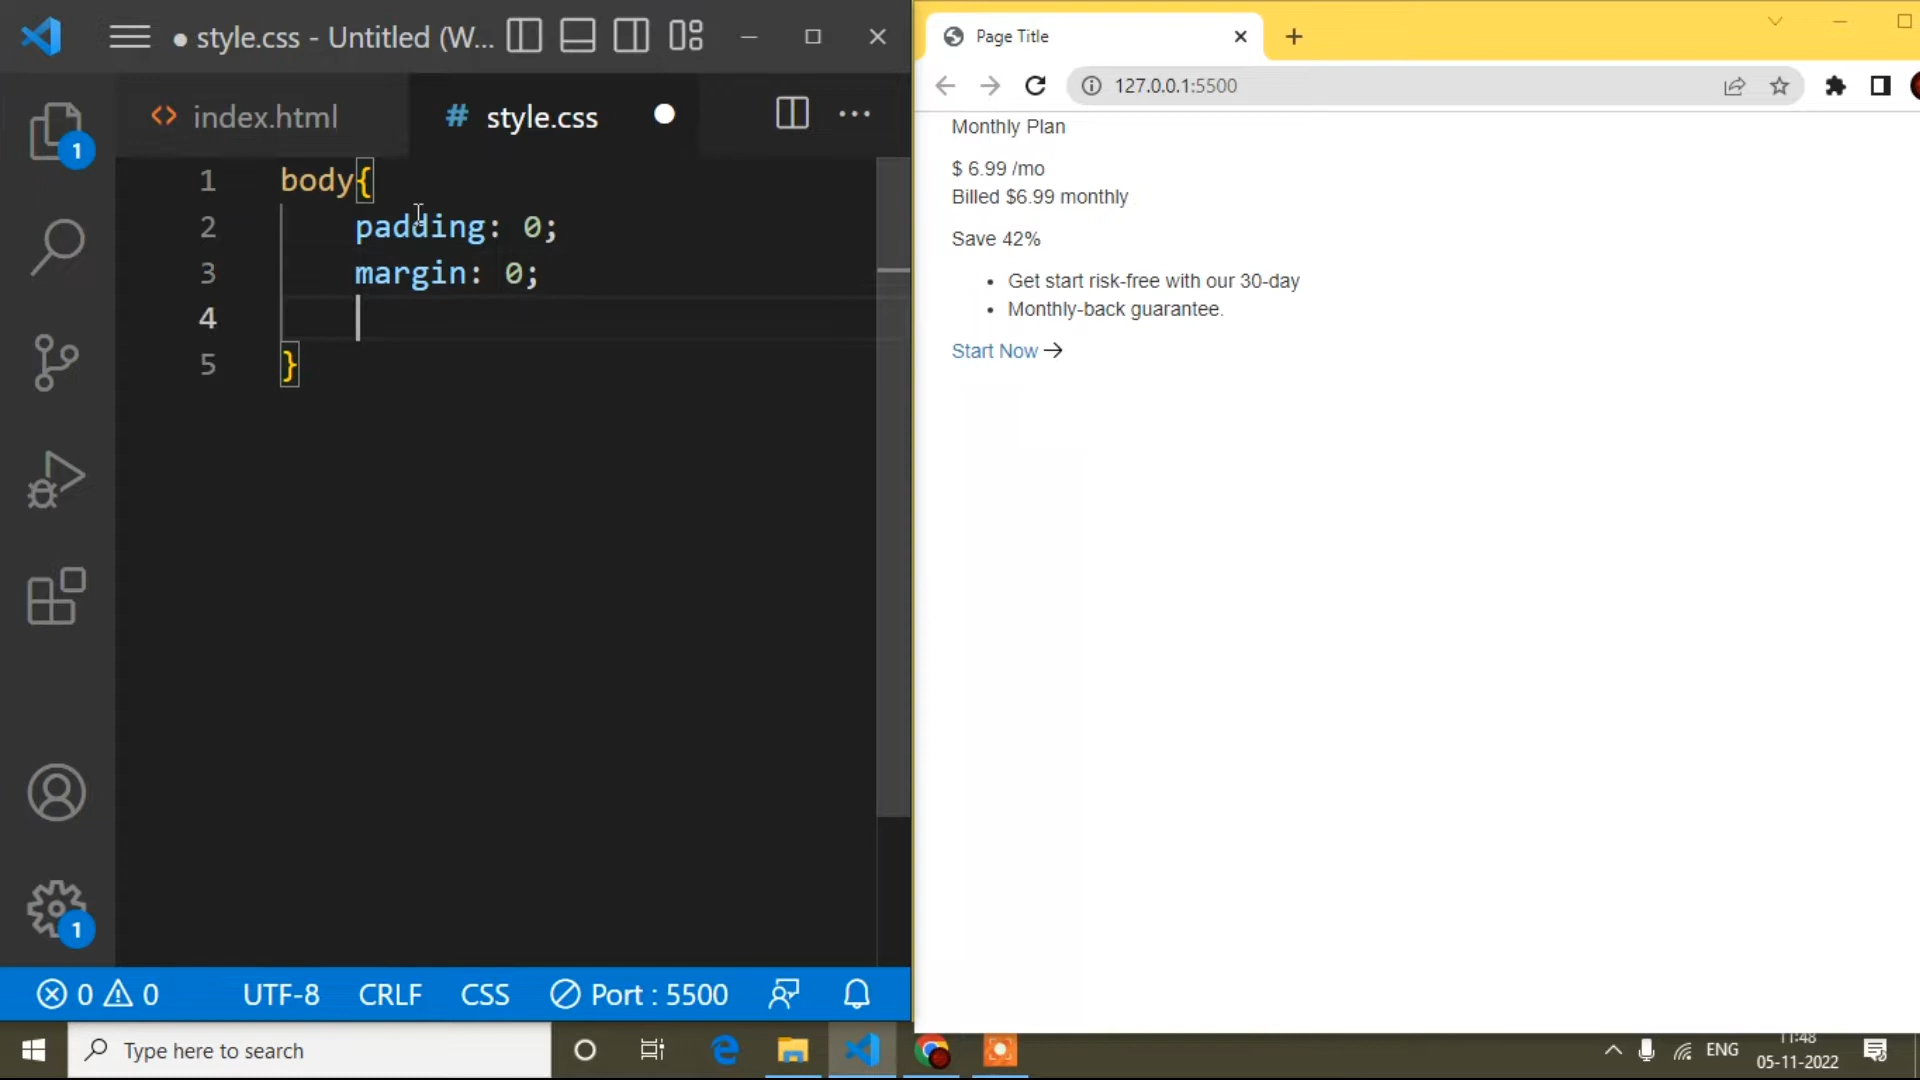 ● style.css - Untitled (W...
index.html
# style.css
1 body{
2 padding: 0;
3 margin: 0;
4
5 }
1
1
0 0
UTF-8
CRLF
CSS
Port : 5500
Page Title
127.0.0.1:5500
Monthly Plan
$ 6.99 /mo
Billed $6.99 monthly
Save 42%
• Get start risk-free with our 30-day
• Monthly-back guarantee.
Start Now →
Type here to search
ENG
11:48
05-11-2022